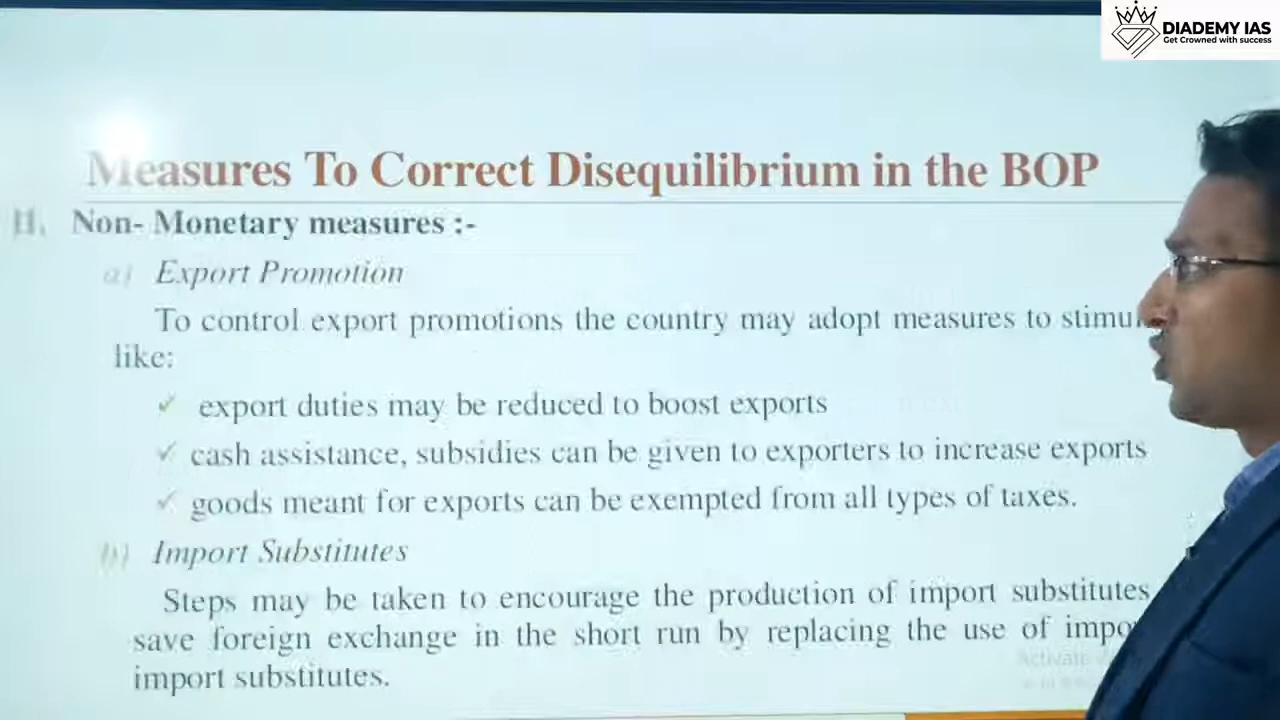 DIADEMY IAS
Get Crowned with success
Measures To Correct Disequilibrium in the BOP
II. Non- Monetary measures :-
a) Export Promotion
To control export promotions the country may adopt measures to
like:
✓ export duties may be reduced to boost exports
✓ cash assistance, subsidies can be given to exporters to increase exports
✓ goods meant for exports can be exempted from all types of taxes.
b) Import Substitutes
Steps may be taken to encourage the production of import substitutes
save foreign exchange in the short run by replacing the use of
import substitutes.
Activate